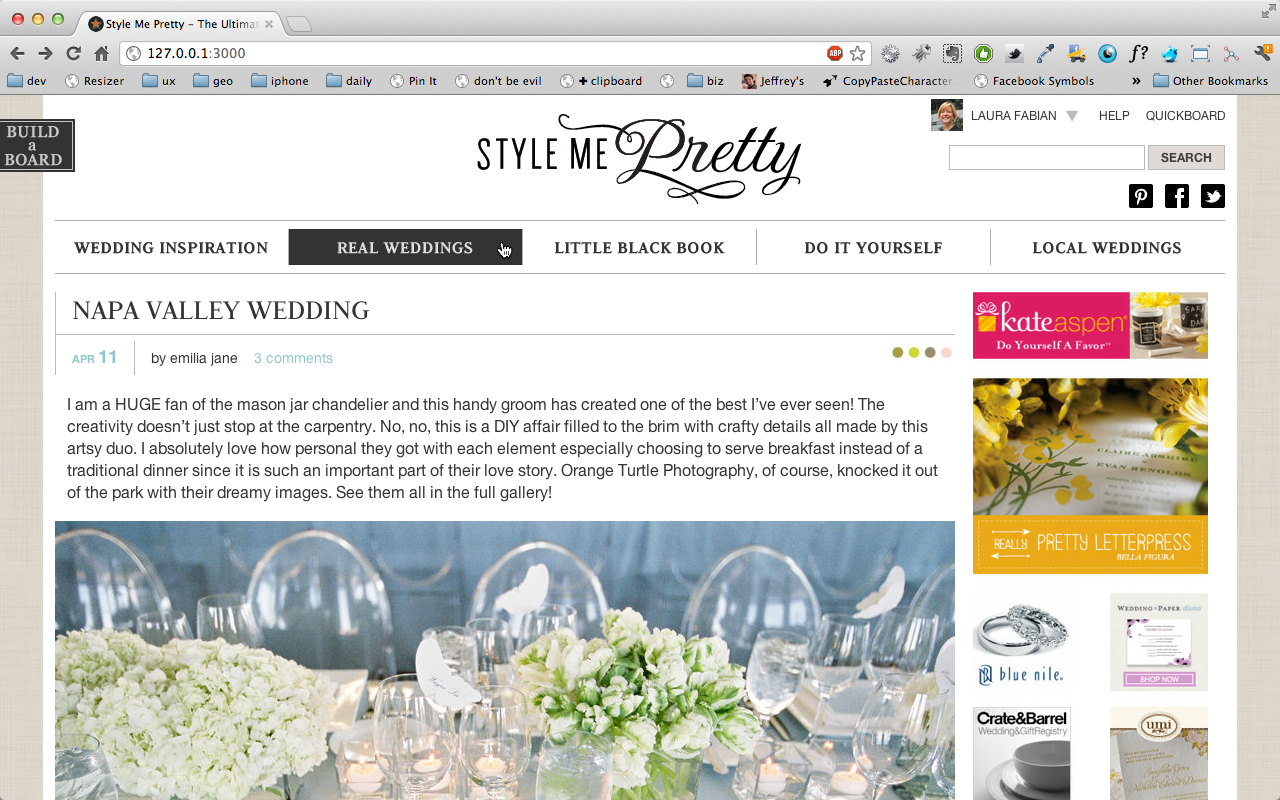 Style Me Pretty – The Ultimat
127.0.0.1:3000
ABP
f?
dev
Resizer
ux
geo
iphone
daily
Pin It
don't be evil
+ clipboard
biz
Jeffrey's
CopyPasteCharacter.
Facebook Symbols
»
Other Bookmarks
BUILD
a
BOARD
STYLE ME Pretty
LAURA FABIAN
HELP
QUICKBOARD
SEARCH
WEDDING INSPIRATION
REAL WEDDINGS
LITTLE BLACK BOOK
DO IT YOURSELF
LOCAL WEDDINGS
NAPA VALLEY WEDDING
APR 11
by emilia jane
3 comments
I am a HUGE fan of the mason jar chandelier and this handy groom has created one of the best I’ve ever seen! The
creativity doesn’t just stop at the carpentry. No, no, this is a DIY affair filled to the brim with crafty details all made by this
artsy duo. I absolutely love how personal they got with each element especially choosing to serve breakfast instead of a
traditional dinner since it is such an important part of their love story. Orange Turtle Photography, of course, knocked it out
of the park with their dreamy images. See them all in the full gallery!
kateaspen
Do Yourself A Favor™
REALLY PRETTY LETTERPRESS
BELLA FIGURA
blue nile
WEDDING PAPER divas
SHOP NOW
Crate&Barrel
Wedding&GiftRegistry
umi